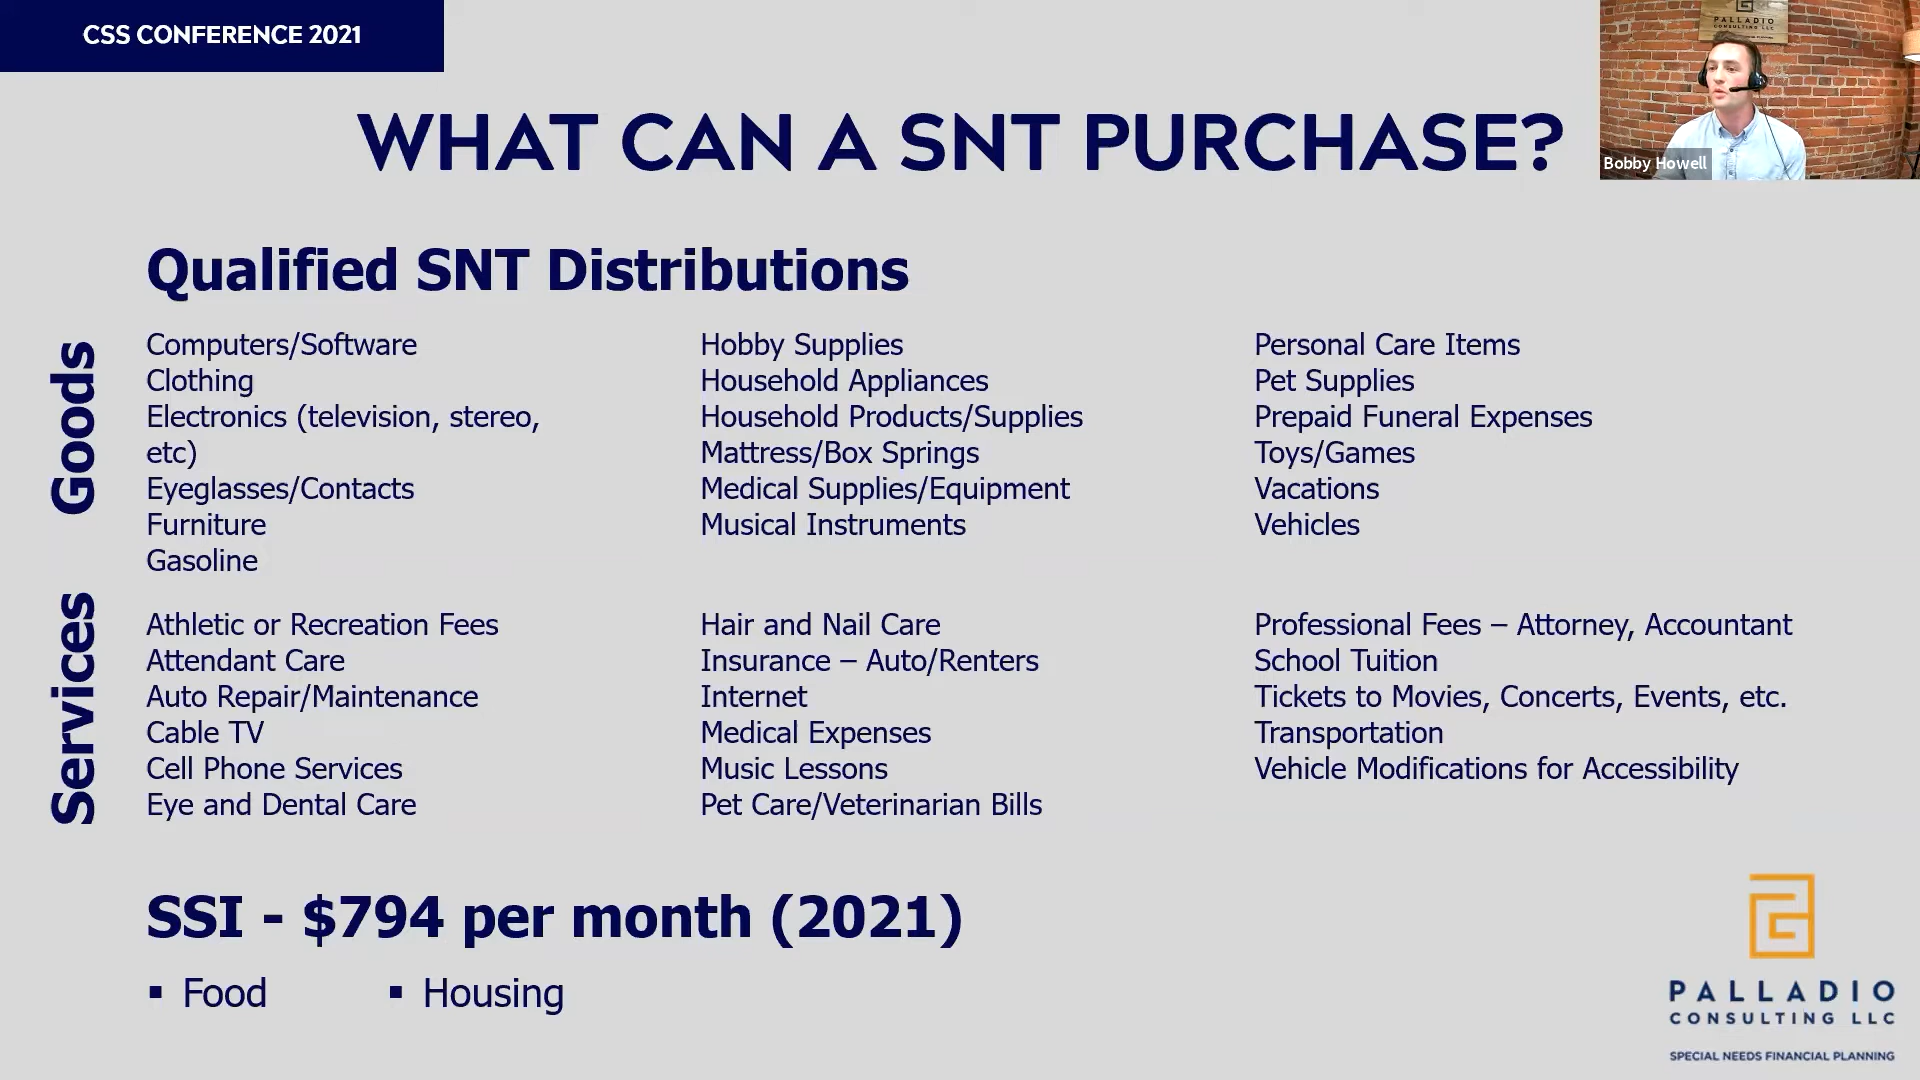 CSS CONFERENCE 2021
PALLADIO
CONSULTING LLC
Bobby Howell
WHAT CAN A SNT PURCHASE?
Qualified SNT Distributions
Goods
Computers/Software
Clothing
Electronics (television, stereo,
etc)
Eyeglasses/Contacts
Furniture
Gasoline
Hobby Supplies
Household Appliances
Household Products/Supplies
Mattress/Box Springs
Medical Supplies/Equipment
Musical Instruments
Personal Care Items
Pet Supplies
Prepaid Funeral Expenses
Toys/Games
Vacations
Vehicles
Services
Athletic or Recreation Fees
Attendant Care
Auto Repair/Maintenance
Cable TV
Cell Phone Services
Eye and Dental Care
Hair and Nail Care
Insurance – Auto/Renters
Internet
Medical Expenses
Music Lessons
Pet Care/Veterinarian Bills
Professional Fees – Attorney, Accountant
School Tuition
Tickets to Movies, Concerts, Events, etc.
Transportation
Vehicle Modifications for Accessibility
SSI - $794 per month (2021)
▪ Food
▪ Housing
PALLADIO
CONSULTING LLC
SPECIAL NEEDS FINANCIAL PLANNING